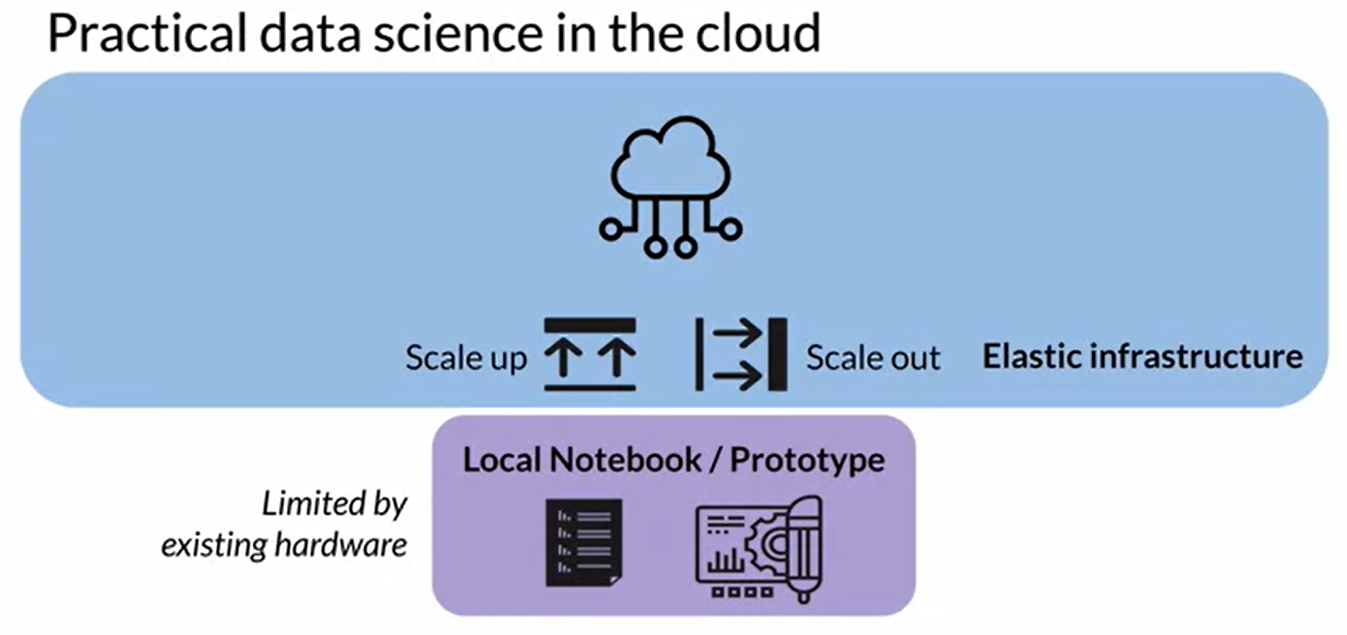 Practical data science in the cloud
Scale up
Scale out
Elastic infrastructure
Local Notebook / Prototype
Limited by
existing hardware